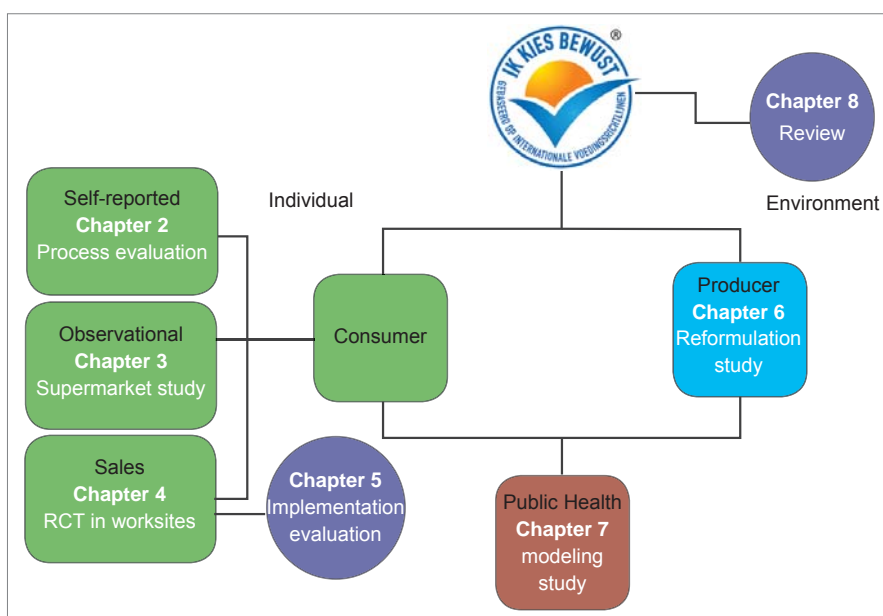 IK KIES BEWUST
®
GEBASEERD OP INTERNATIONALE VOEDINGSRICHTLIJNEN
Chapter 8
Review
Environment
Individual
Self-reported
Chapter 2
Process evaluation
Observational
Chapter 3
Supermarket study
Sales
Chapter 4
RCT in worksites
Chapter 5
Implementation
evaluation
Consumer
Producer
Chapter 6
Reformulation
study
Public Health
Chapter 7
modeling
study